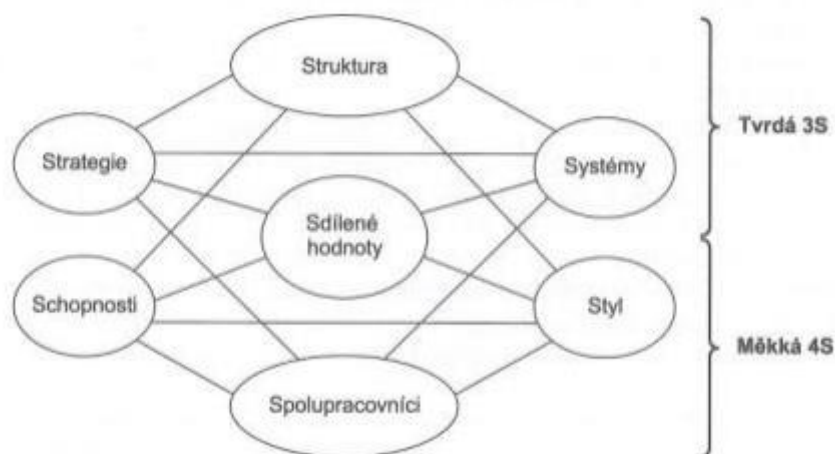 Struktura
Tvrdá 3S
Strategie
Systémy
Sdílené
hodnoty
Schopnosti
Styl
Měkká 4S
Spolupracovníci